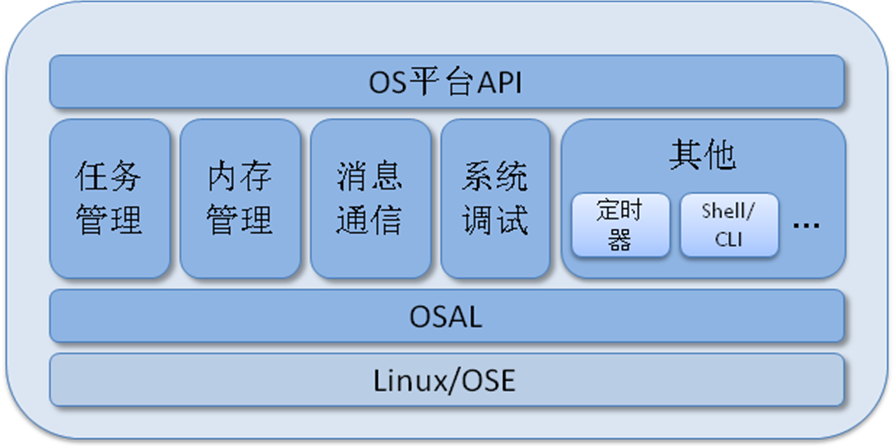 OS平台API
任务
管理
内存
管理
消息
通信
系统
调试
其他
定时
器
Shell/
CLI
...
OSAL
Linux/OSE